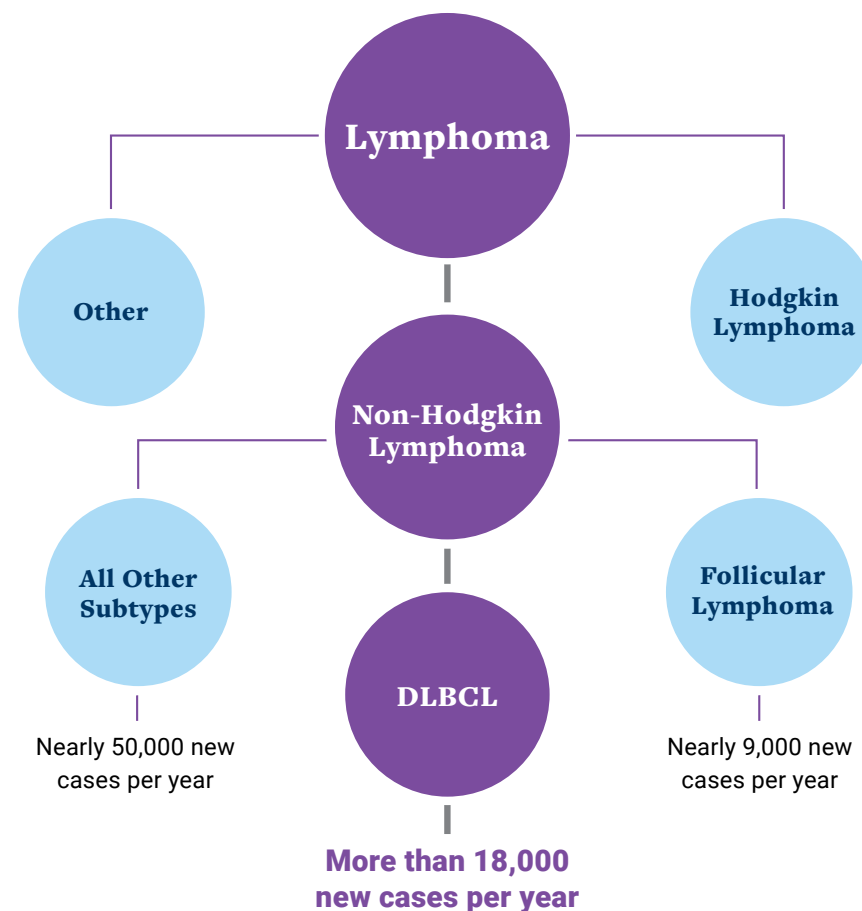 Lymphoma
Other
Hodgkin
Lymphoma
Non-Hodgkin
Lymphoma
All Other
Subtypes
Follicular
Lymphoma
DLBCL
Nearly 50,000 new
cases per year
Nearly 9,000 new
cases per year
More than 18,000
new cases per year